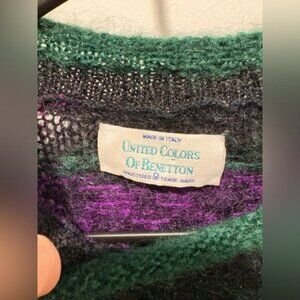 MADE IN ITALY
UNITED COLORS
OF BENETTON
REGISTERED TRADE MARK